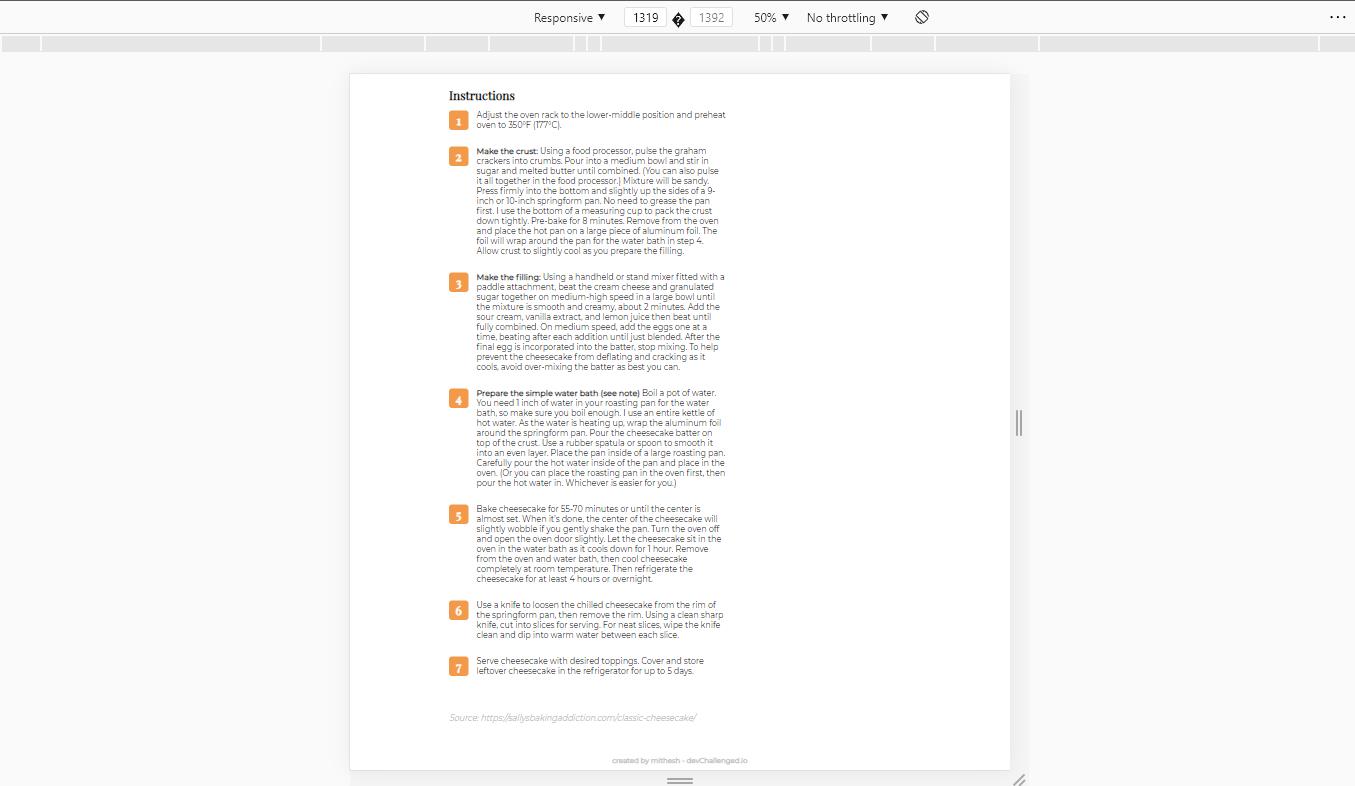 Responsive ▼ 1319 1392 50% ▼ No throttling ▼ ...
Instructions
1 Adjust the oven rack to the lower-middle position and preheat
oven to 350°F (177°C).
2 Make the crust: Using a food processor, pulse the graham
crackers into crumbs. Pour into a medium bowl and stir in
sugar and melted butter until combined. (You can also pulse
it all together in the food processor.) Mixture will be sandy.
Press firmly into the bottom and slightly up the sides of a 9-
inch or 10-inch springform pan. No need to grease the pan
first. I use the bottom of a measuring cup to pack the crust
down tightly. Pre-bake for 8 minutes. Remove from the oven
and place the hot pan on a large piece of aluminum foil. The
foil will wrap around the pan for the water bath in step 4.
Allow crust to slightly cool as you prepare the filling.
3 Make the filling: Using a handheld or stand mixer fitted with a
paddle attachment, beat the cream cheese and granulated
sugar together on medium-high speed in a large bowl until
the mixture is smooth and creamy, about 2 minutes. Add the
sour cream, vanilla extract, and lemon juice then beat until
fully combined. On medium speed, add the eggs one at a
time, beating after each addition until just blended. After the
final egg is incorporated into the batter, stop mixing. To help
prevent the cheesecake from deflating and cracking as it
cools, avoid over-mixing the batter as best you can.
4 Prepare the simple water bath (see note) Boil a pot of water.
You need 1 inch of water in your roasting pan for the water
bath, so make sure you boil enough. I use an entire kettle of
hot water. As the water is heating up, wrap the aluminum foil
around the springform pan. Pour the cheesecake batter on
top of the crust. Use a rubber spatula or spoon to smooth it
into an even layer. Place the pan inside of a large roasting pan.
Carefully pour the hot water inside of the pan and place in the
oven. (Or you can place the roasting pan in the oven first, then
pour the hot water in. Whichever is easier for you.)
5 Bake cheesecake for 55-70 minutes or until the center is
almost set. When it's done, the center of the cheesecake will
slightly wobble if you gently shake the pan. Turn the oven off
and open the oven door slightly. Let the cheesecake sit in the
oven in the water bath as it cools down for 1 hour. Remove
from the oven and water bath, then cool cheesecake
completely at room temperature. Then refrigerate the
cheesecake for at least 4 hours or overnight.
6 Use a knife to loosen the chilled cheesecake from the rim of
the springform pan, then remove the rim. Using a clean sharp
knife, cut into slices for serving. For neat slices, wipe the knife
clean and dip into warm water between each slice.
7 Serve cheesecake with desired toppings. Cover and store
leftover cheesecake in the refrigerator for up to 5 days.
Source: https://sallysbakingaddiction.com/classic-cheesecake/
created by mithesh - devChallenged.io